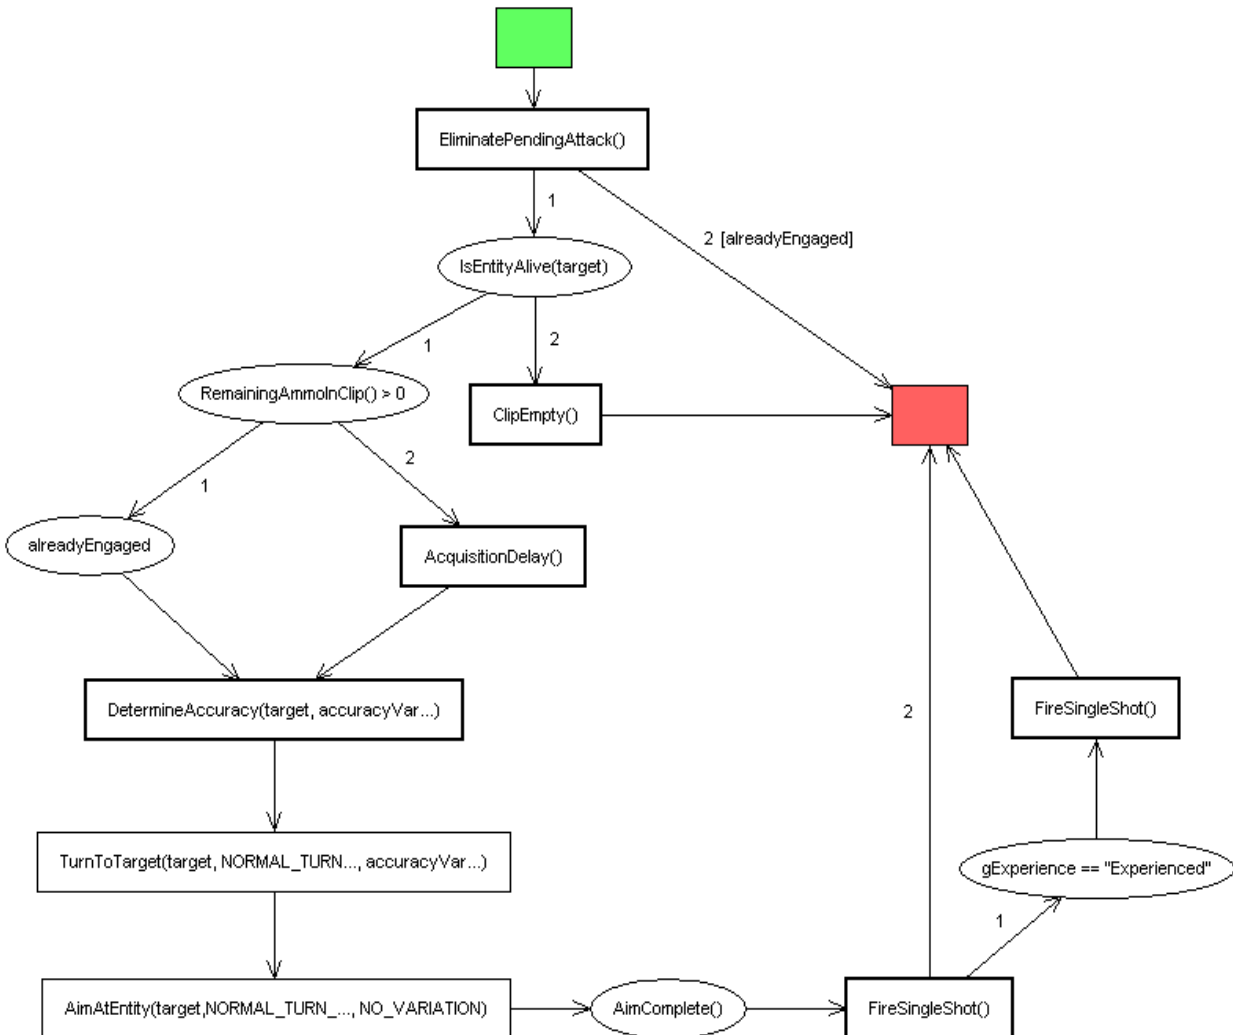 EliminatePendingAttack()
1
2 [alreadyEngaged]
IsEntityAlive(target)
1
2
RemainingAmmoInClip() > 0
ClipEmpty()
1
2
alreadyEngaged
AcquisitionDelay()
DetermineAccuracy(target, accuracyVar...)
2
FireSingleShot()
TurnToTarget(target, NORMAL_TURN..., accuracyVar...)
gExperience == "Experienced"
1
AimAtEntity(target,NORMAL_TURN_..., NO_VARIATION)
AimComplete()
FireSingleShot()